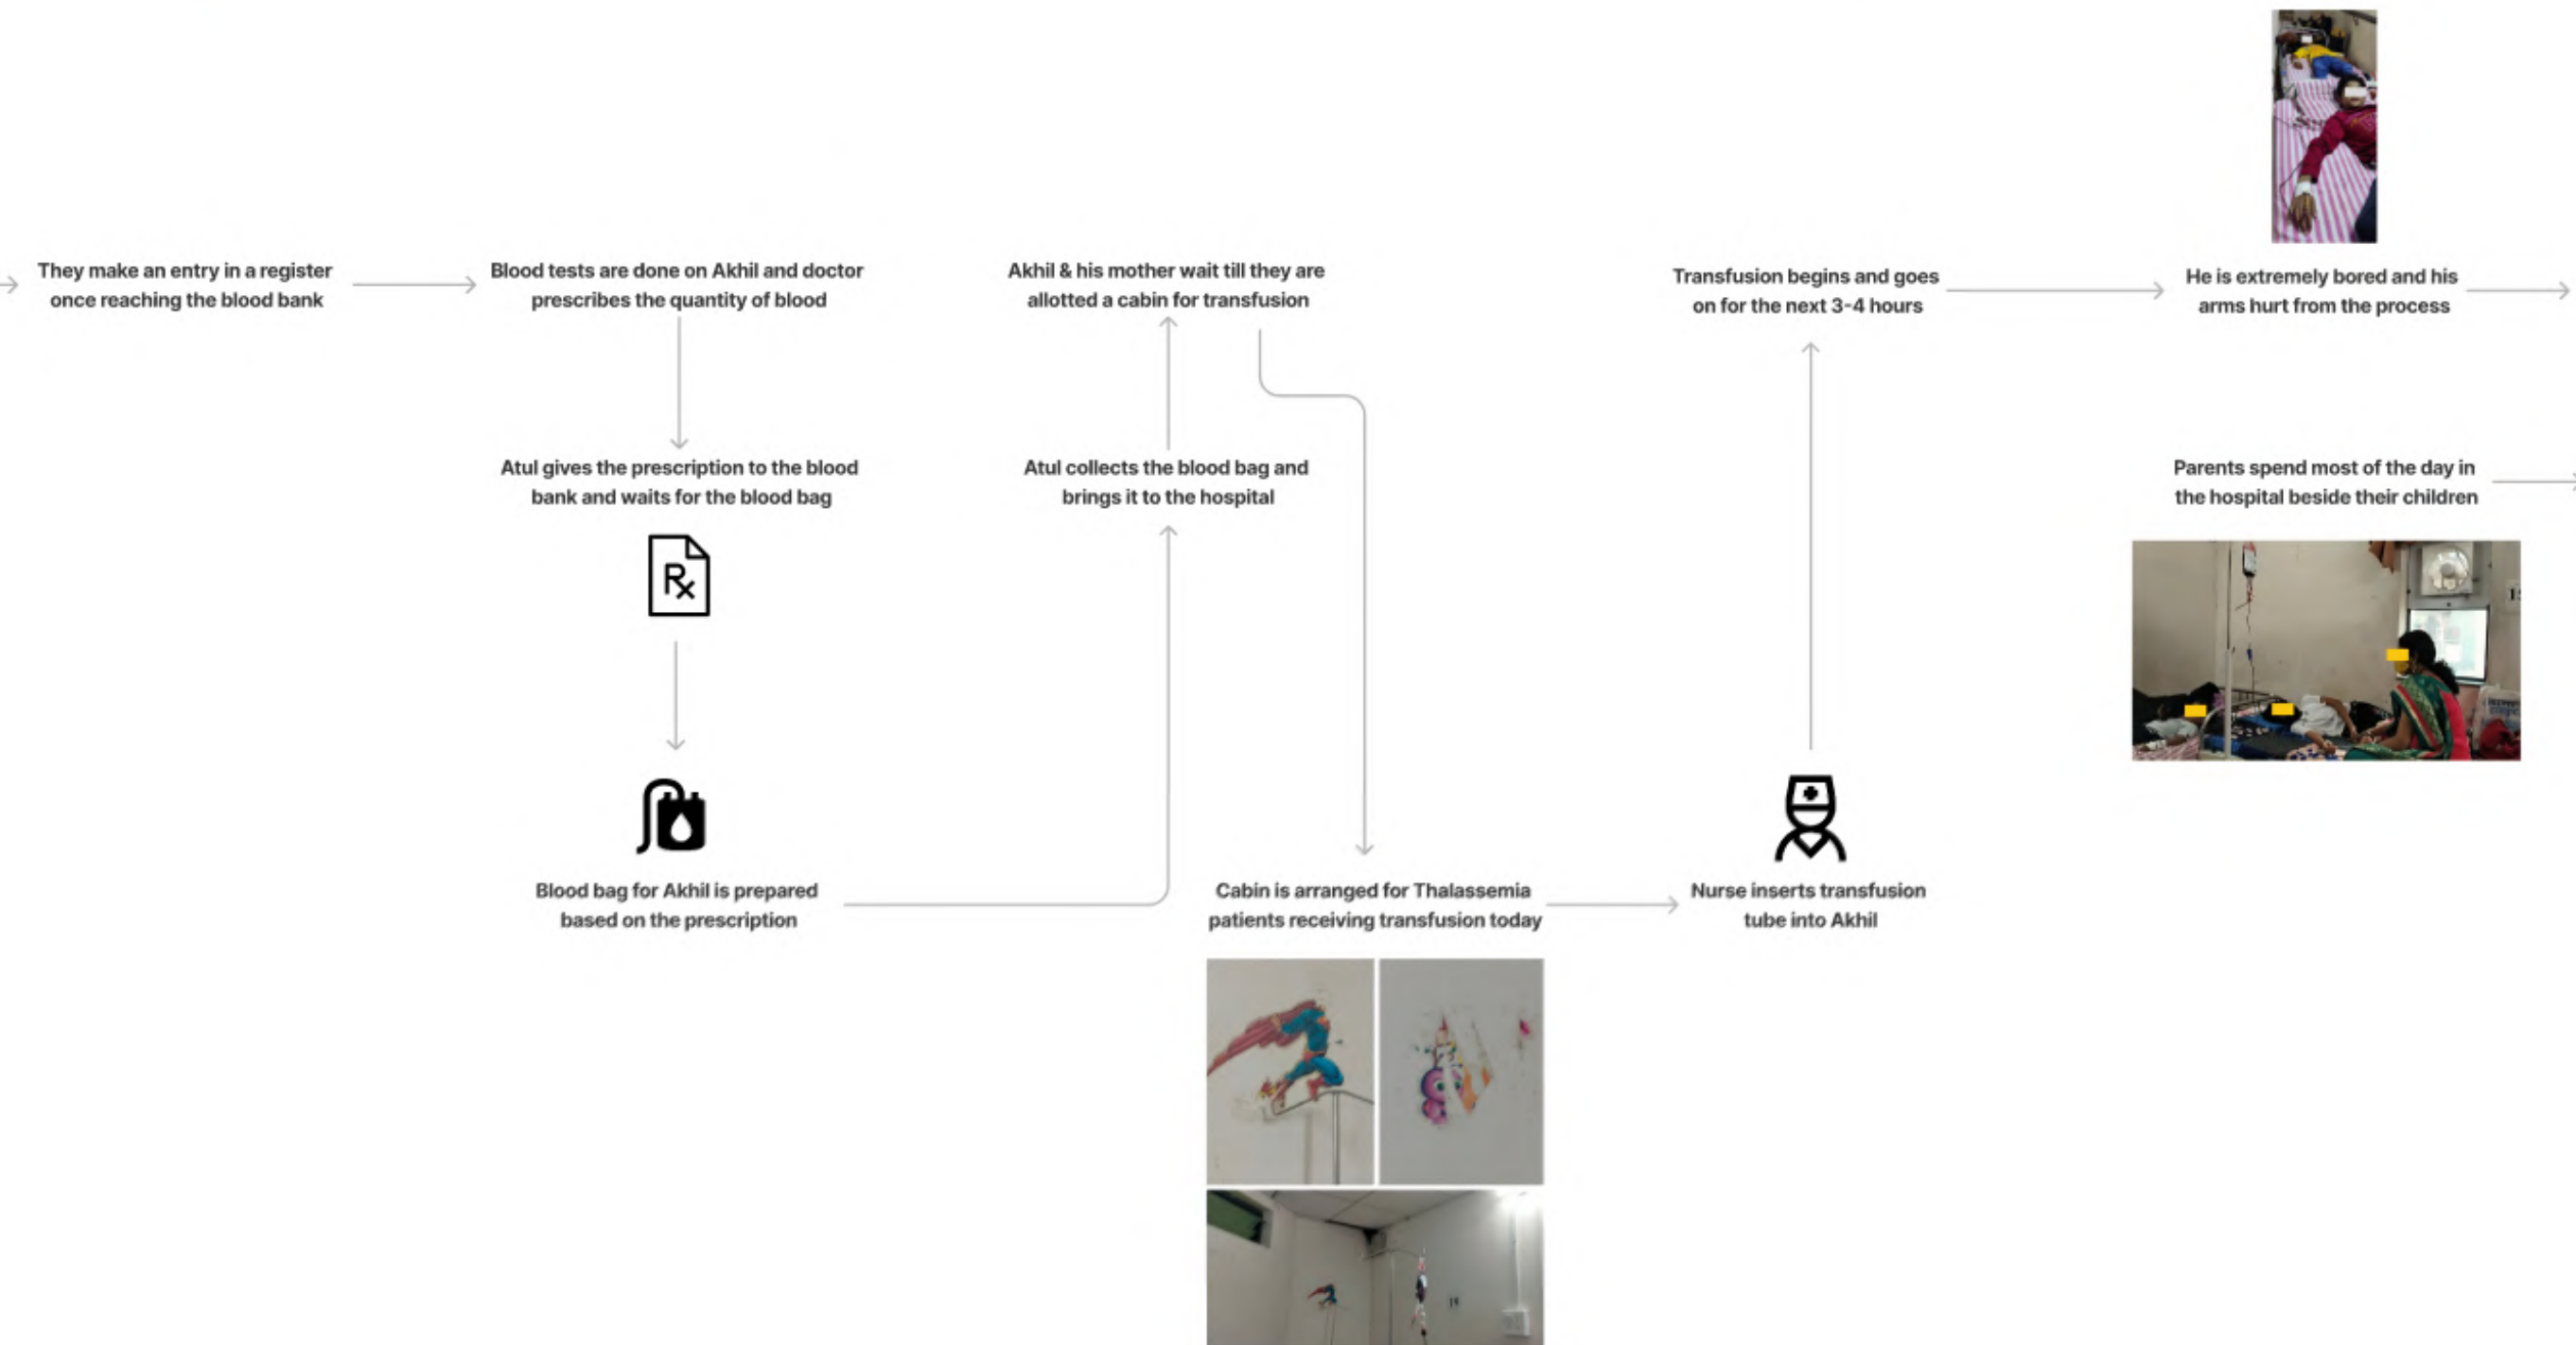 They make an entry in a register
once reaching the blood bank
Blood tests are done on Akhil and doctor
prescribes the quantity of blood
Atul gives the prescription to the blood
bank and waits for the blood bag
Rx
Blood bag for Akhil is prepared
based on the prescription
Atul collects the blood bag and
brings it to the hospital
Akhil & his mother wait till they are
allotted a cabin for transfusion
Cabin is arranged for Thalassemia
patients receiving transfusion today
Nurse inserts transfusion
tube into Akhil
Transfusion begins and goes
on for the next 3-4 hours
He is extremely bored and his
arms hurt from the process
Parents spend most of the day in
the hospital beside their children